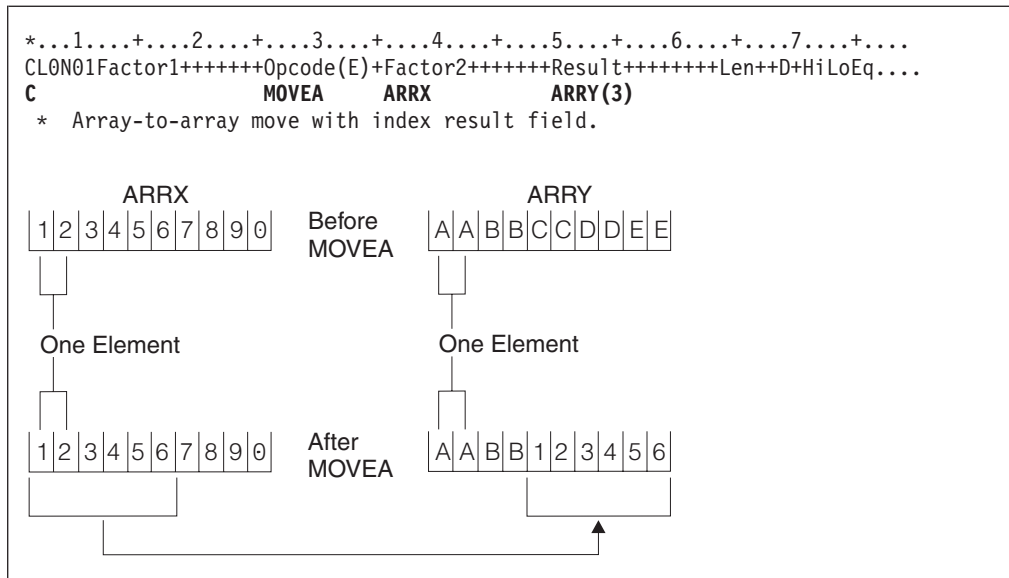 *...1....+....2....+....3....+....4....+....5....+....6....+....7....+....
CL0N01Factor1+++++++Opcode(E)+Factor2+++++++Result++++++++Len++D+HiLoEq....
C                   MOVEA     ARRX          ARRY(3)
 *  Array-to-array move with index result field.
ARRX ARRY
1 2 3 4 5 6 7 8 9 0 Before A A B B C C D D E E
MOVEA
One Element One Element
1 2 3 4 5 6 7 8 9 0 After A A B B 1 2 3 4 5 6
MOVEA